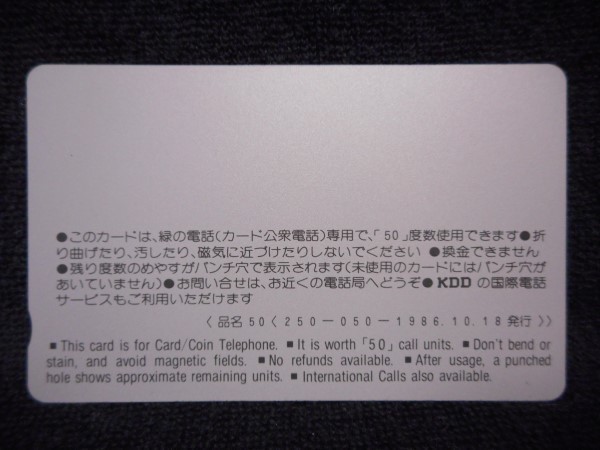 ●このカードは、緑の電話(カード公衆電話)専用で、「50」度数使用できます●折
り曲げたり、汚したり、磁気に近づけたりしないでください ●換金できません
●残り度数のめやすがパンチ穴で表示されます(未使用のカードにはパンチ穴が
あいていません)●お問い合せは、お近くの電話局へどうぞ●KDDの国際電話
サービスもご利用いただけます
〈品名 50〈250-050-1986.10.18発行〉〉
■ This card is for Card/Coin Telephone. ■ It is worth「50」call units. ■ Don't bend or
stain, and avoid magnetic fields. ■ No refunds available. ■ After usage, a punched
hole shows approximate remaining units. ■ International Calls also available.